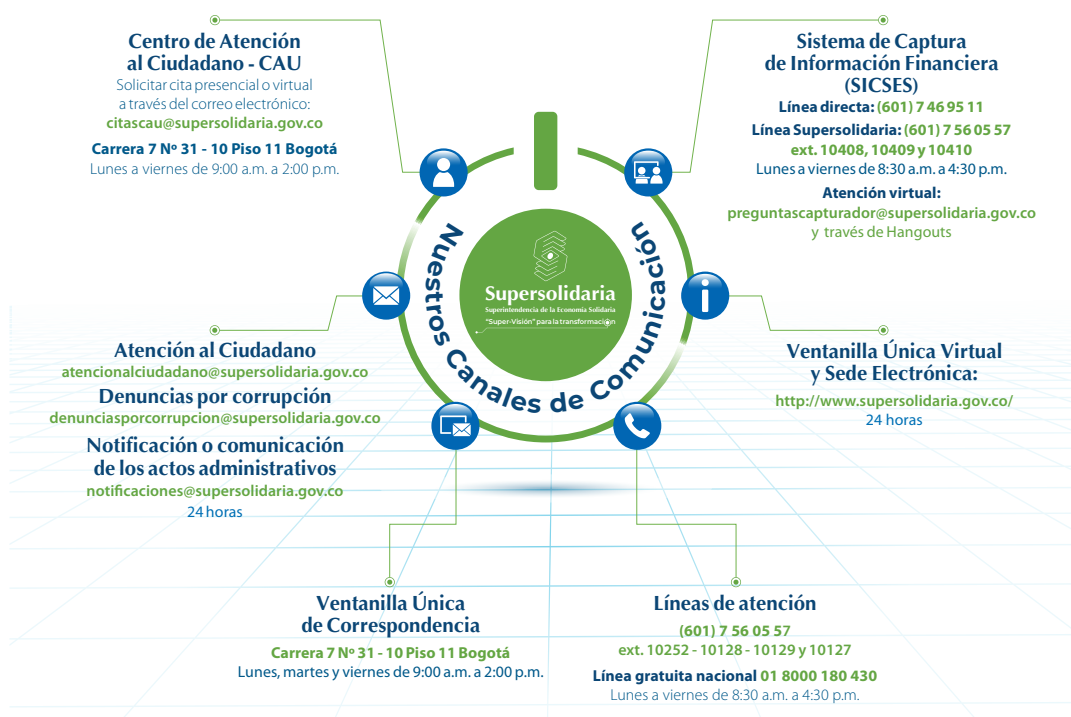 Centro de Atención
al Ciudadano - CAU
Solicitar cita presencial o virtual
a través del correo electrónico:
citascau@supersolidaria.gov.co
Carrera 7 Nº 31 - 10 Piso 11 Bogotá
Lunes a viernes de 9:00 a.m. a 2:00 p.m.
Sistema de Captura
de Información Financiera
(SICSES)
Línea directa: (601) 7 46 95 11
Línea Supersolidaria: (601) 7 56 05 57
ext. 10408, 10409 y 10410
Lunes a viernes de 8:30 a.m. a 4:30 p.m.
Atención virtual:
preguntascapturador@supersolidaria.gov.co
y través de Hangouts
Nuestros Canales de Comunicación
Supersolidaria
Superintendencia de la Economía Solidaria
"Super-Visión" para la transformación
Atención al Ciudadano
atencionalciudadano@supersolidaria.gov.co
Denuncias por corrupción
denunciasporcorrupcion@supersolidaria.gov.co
Notificación o comunicación
de los actos administrativos
notificaciones@supersolidaria.gov.co
24 horas
Ventanilla Única Virtual
y Sede Electrónica:
http://www.supersolidaria.gov.co/
24 horas
Ventanilla Única
de Correspondencia
Carrera 7 Nº 31 - 10 Piso 11 Bogotá
Lunes, martes y viernes de 9:00 a.m. a 2:00 p.m.
Líneas de atención
(601) 7 56 05 57
ext. 10252 - 10128 - 10129 y 10127
Línea gratuita nacional 01 8000 180 430
Lunes a viernes de 8:30 a.m. a 4:30 p.m.